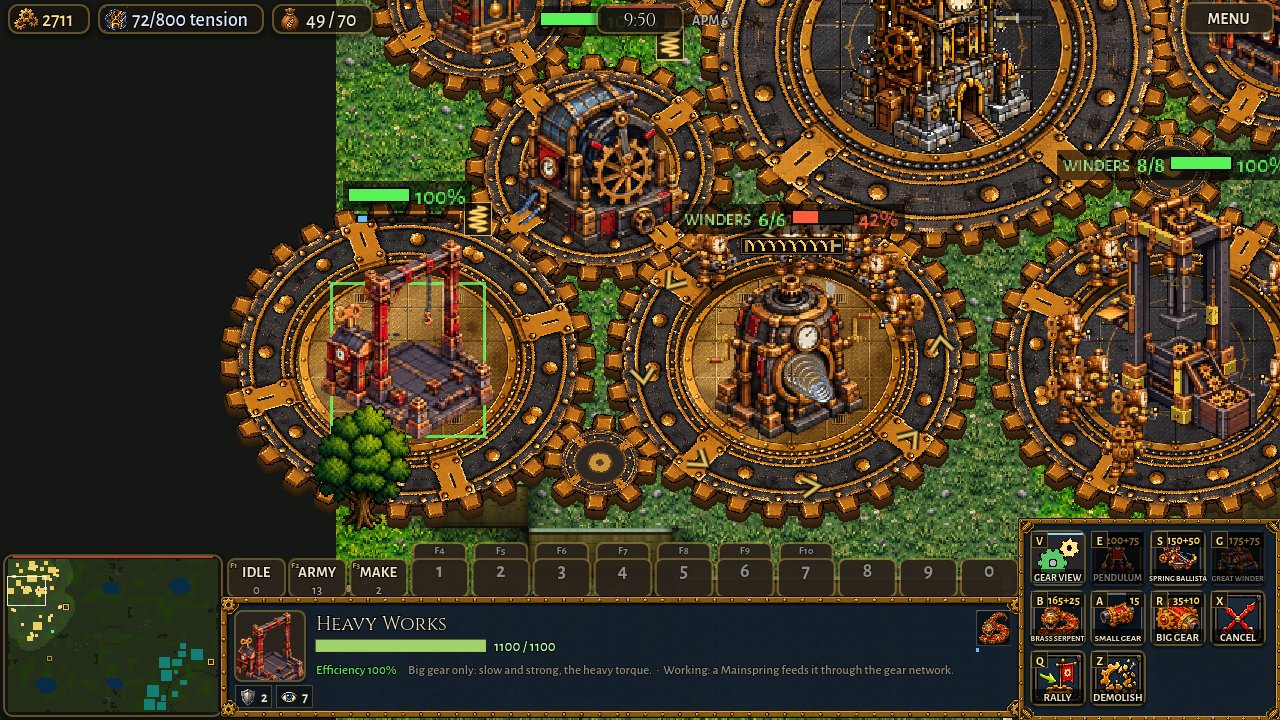 2711
72/800 tension
49/70
9:50
APM 6
x1.5
MENU
100%
WINDERS 8/8
100%
WINDERS 6/6
42%
F1 IDLE 0
F2 ARMY 13
MAKE 2
F4 1
F5 2
F6 3
F7 4
F8 5
F9 6
F10 7
8
9
0
HEAVY WORKS
1100/1100
Efficiency 100% · Big gear only: slow and strong, the heavy torque. · Working: a Mainspring feeds it through the gear network.
2
7
V GEAR VIEW
E 200+75 PENDULUM
S 150+50 SPRING BALLISTA
G 175+75 GREAT WINDER
B 165+25 BRASS SERPENT
A 15 SMALL GEAR
R 35+10 BIG GEAR
X CANCEL
Q RALLY
Z DEMOLISH